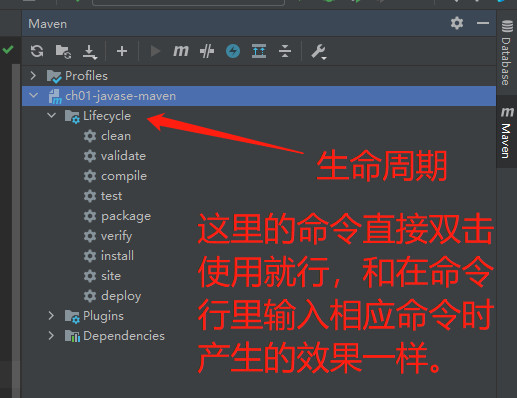 Maven
Profiles
ch01-javase-maven
Lifecycle
clean
validate
compile
test
package
verify
install
site
deploy
Plugins
Dependencies
生命周期
这里的命令直接双击
使用就行，和在命令
行里输入相应命令时
产生的效果一样。
Database
m Maven